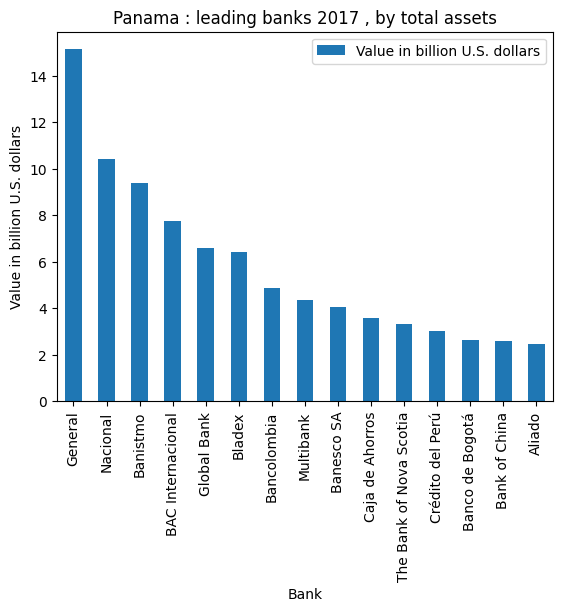 Panama : leading banks 2017 , by total assets
Value in billion U.S. dollars
Value in billion U.S. dollars
14
12
10
8
6
4
2
0
General
Nacional
Banistmo
BAC Internacional
Global Bank
Bladex
Bancolombia
Multibank
Banesco SA
Caja de Ahorros
The Bank of Nova Scotia
Crédito del Perú
Banco de Bogotá
Bank of China
Aliado
Bank